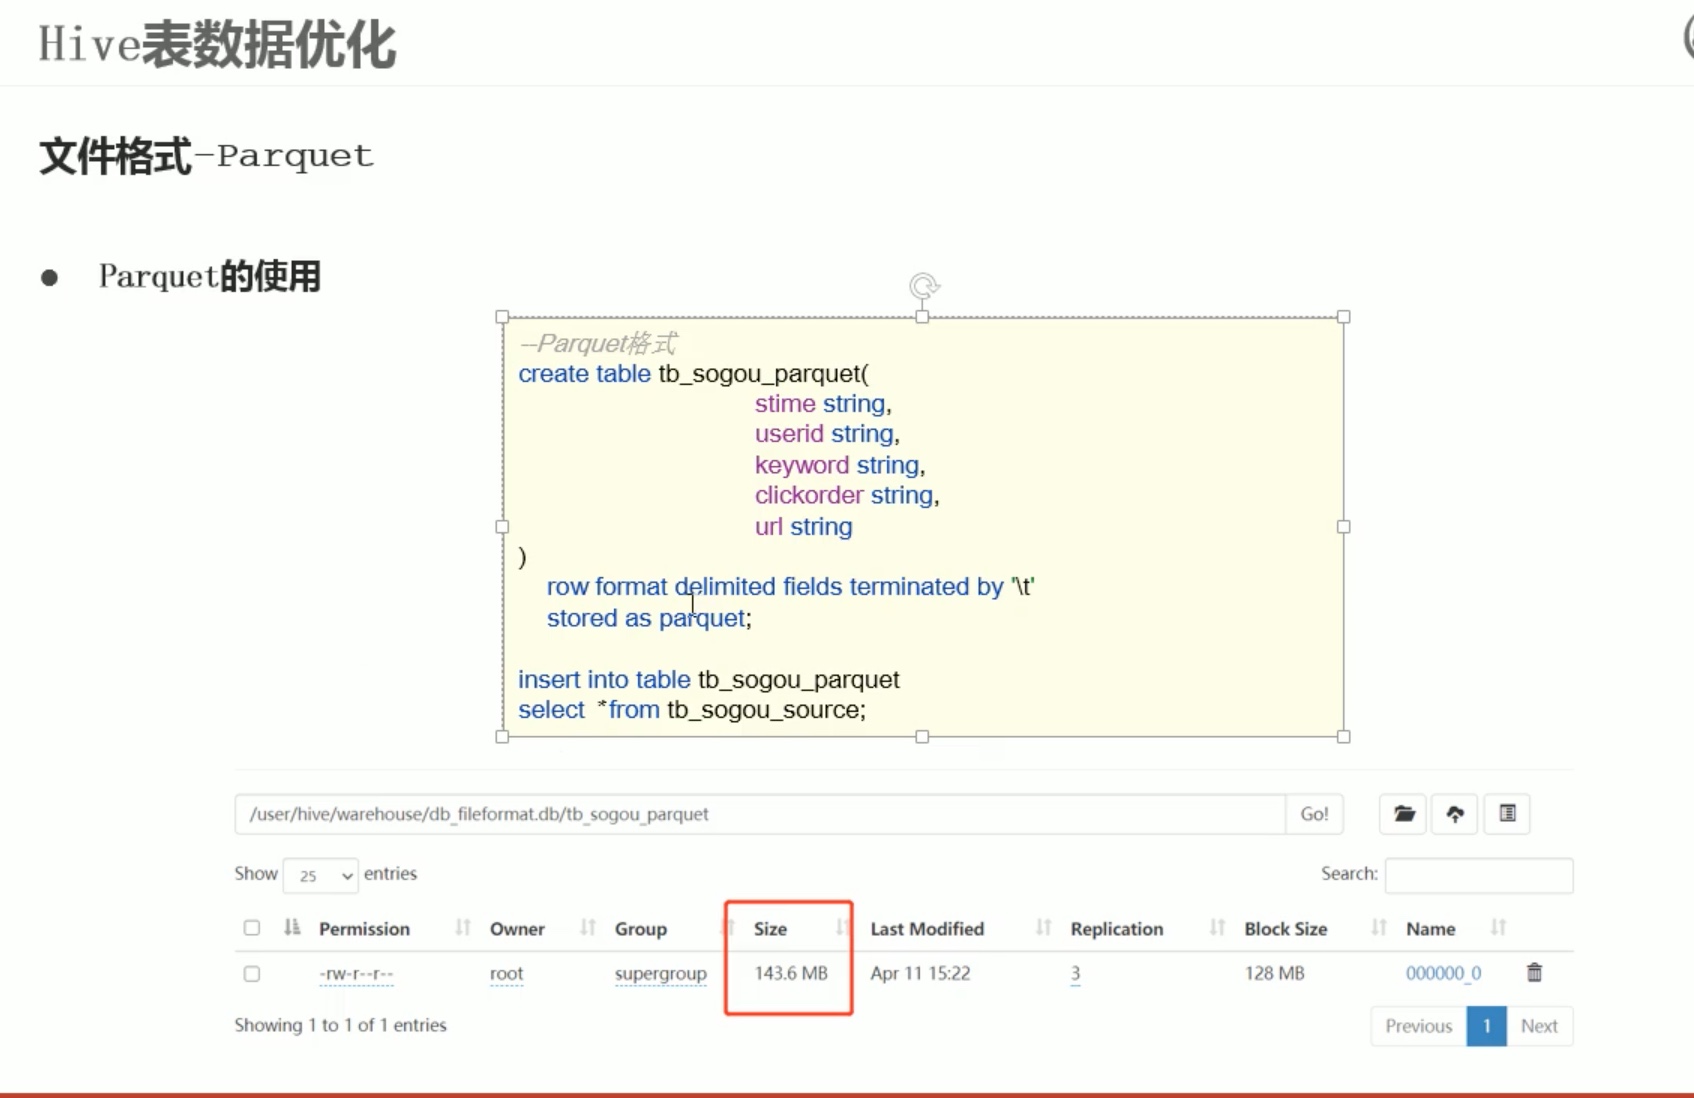 Hive表数据优化
文件格式-Parquet
● Parquet的使用
--Parquet格式
create table tb_sogou_parquet(
stime string,
userid string,
keyword string,
clickorder string,
url string
)
row format delimited fields terminated by '\t'
stored as parquet;
insert into table tb_sogou_parquet
select *from tb_sogou_source;
/user/hive/warehouse/db_fileformat.db/tb_sogou_parquet Go!
Show 25 entries Search:
Permission Owner Group Size Last Modified Replication Block Size Name
-rw-r--r-- root supergroup 143.6 MB Apr 11 15:22 3 128 MB 000000_0
Showing 1 to 1 of 1 entries Previous 1 Next